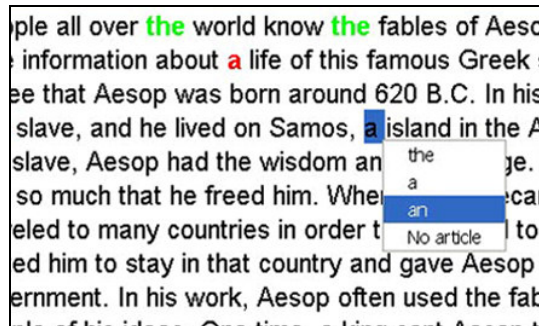 ople all over the world know the fables of Aeso
information about a life of this famous Greek
ee that Aesop was born around 620 B.C. In his
slave, and he lived on Samos, a island in the A
slave, Aesop had the wisdom an ge.
so much that he freed him. Whe ca
eled to many countries in order t to
ed him to stay in that country and gave Aesop
ernment. In his work, Aesop often used the fab
the
a
an
No article